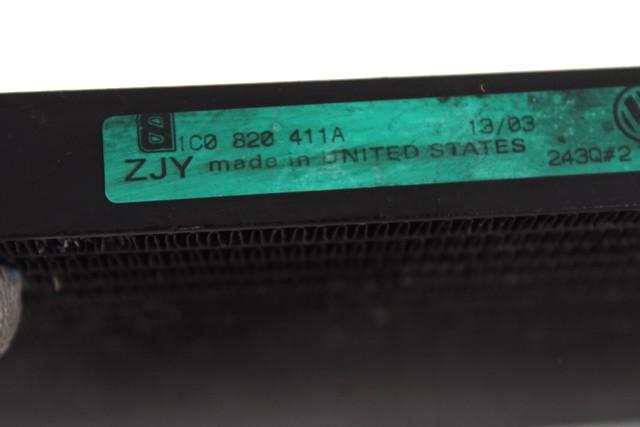 1C0 820 411A 13/03
ZJY made in UNITED STATES 243Q#2